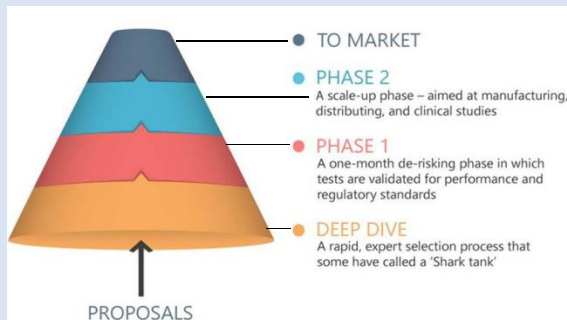 TO MARKET
PHASE 2
A scale-up phase – aimed at manufacturing,
distributing, and clinical studies
PHASE 1
A one-month de-risking phase in which
tests are validated for performance and
regulatory standards
DEEP DIVE
A rapid, expert selection process that
some have called a ‘Shark tank’
PROPOSALS